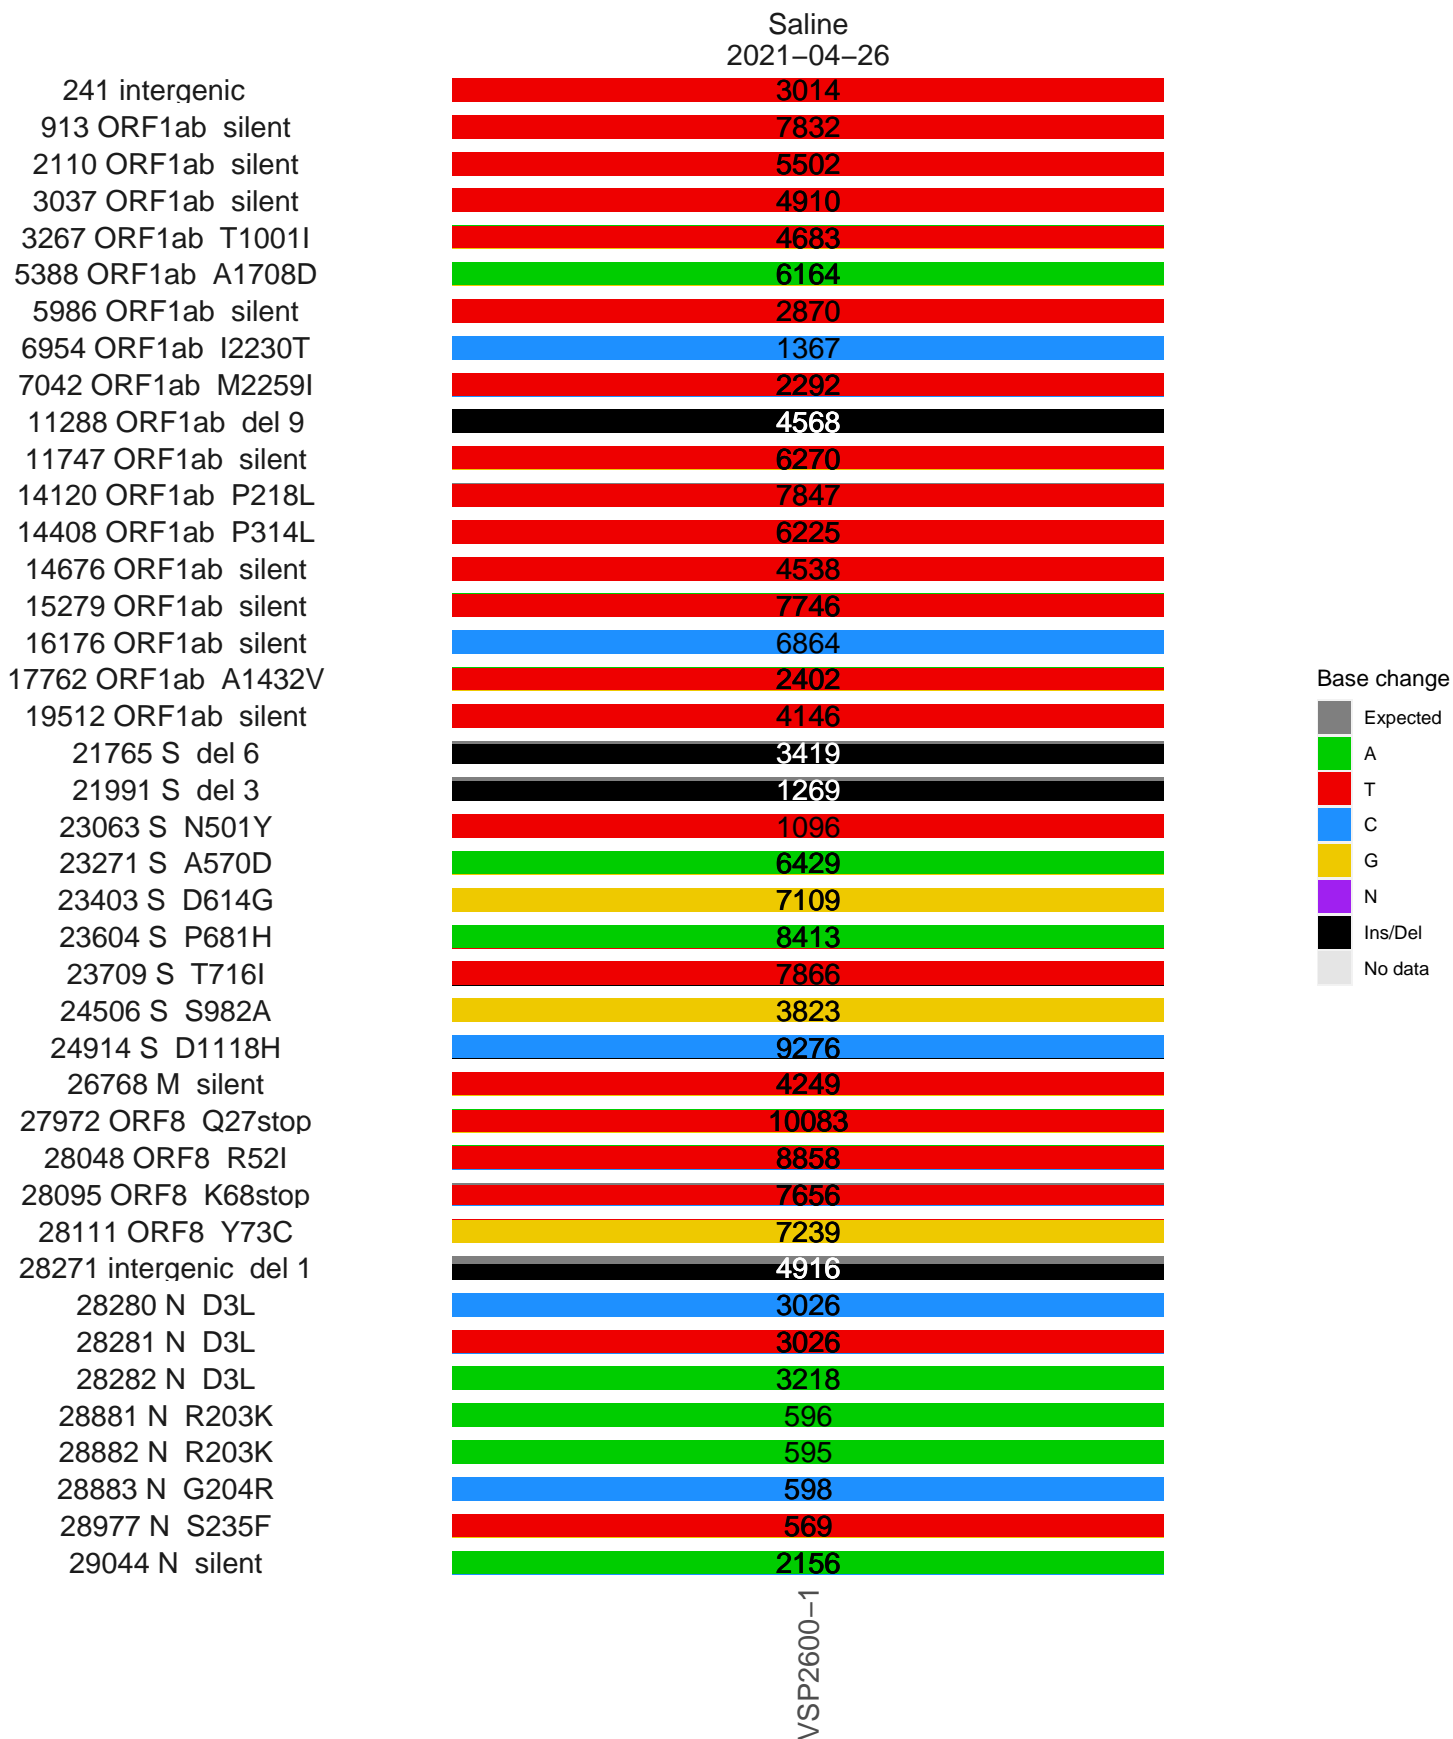 Saline
2021−04−26
241 intergenic 3014
913 ORF1ab silent 7832
2110 ORF1ab silent 5502
3037 ORF1ab silent 4910
3267 ORF1ab T1001I 4683
5388 ORF1ab A1708D 6164
5986 ORF1ab silent 2870
6954 ORF1ab I2230T 1367
7042 ORF1ab M2259I 2292
11288 ORF1ab del 9 4568
11747 ORF1ab silent 6270
14120 ORF1ab P218L 7847
14408 ORF1ab P314L 6225
14676 ORF1ab silent 4538
15279 ORF1ab silent 7746
16176 ORF1ab silent 6864
17762 ORF1ab A1432V 2402
19512 ORF1ab silent 4146
21765 S del 6 3419
21991 S del 3 1269
23063 S N501Y 1096
23271 S A570D 6429
23403 S D614G 7109
23604 S P681H 8413
23709 S T716I 7866
24506 S S982A 3823
24914 S D1118H 9276
26768 M silent 4249
27972 ORF8 Q27stop 10083
28048 ORF8 R52I 8858
28095 ORF8 K68stop 7656
28111 ORF8 Y73C 7239
28271 intergenic del 1 4916
28280 N D3L 3026
28281 N D3L 3026
28282 N D3L 3218
28881 N R203K 596
28882 N R203K 595
28883 N G204R 598
28977 N S235F 569
29044 N silent 2156
VSP2600−1
Base change
Expected
A
T
C
G
N
Ins/Del
No data